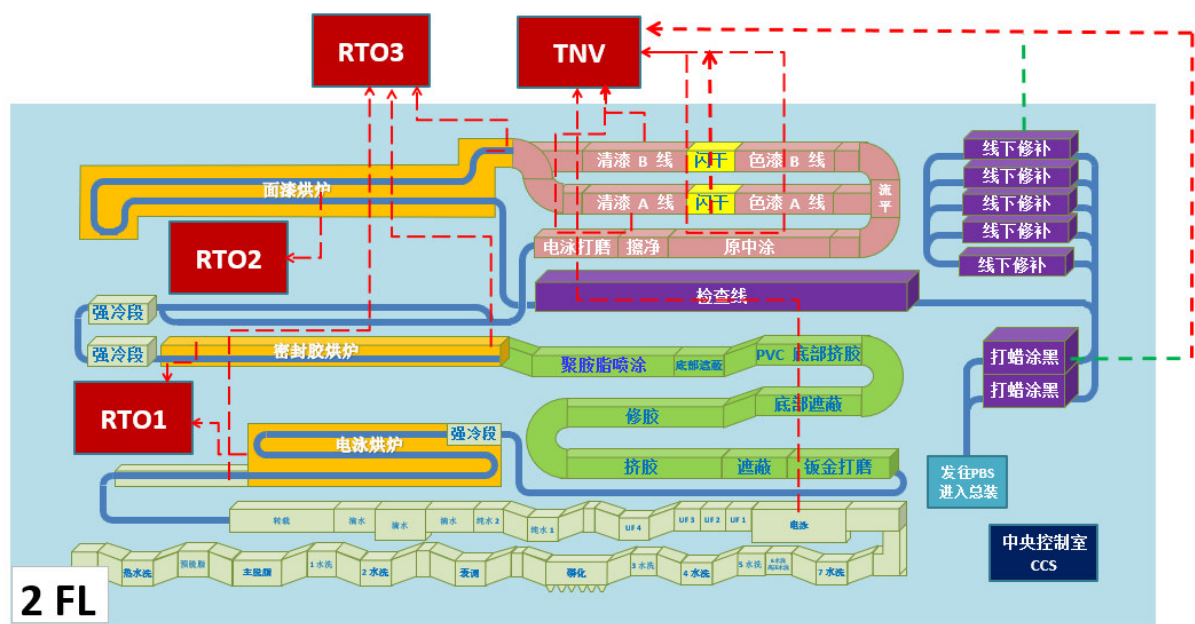 RTO3
TNV
清漆 B 线
闪干
色漆 B 线
线下修补
面漆烘炉
清漆 A 线
闪干
色漆 A 线
流平
线下修补
线下修补
RTO2
电泳打磨
擦净
原中涂
线下修补
线下修补
检查线
强冷段
强冷段
密封胶烘炉
聚胺脂喷涂
底部遮蔽
PVC 底部挤胶
打蜡涂黑
打蜡涂黑
RTO1
修胶
底部遮蔽
电泳烘炉
强冷段
挤胶
遮蔽
钣金打磨
发往PBS
进入总装
转载
滴水
滴水
滴水
纯水 2
纯水 1
UF 4
UF 3
UF 2
UF 1
电泳
中央控制室
CCS
热水洗
预脱脂
主脱脂
1 水洗
2 水洗
表调
磷化
3 水洗
4 水洗
5 水洗
7 水洗
2 FL